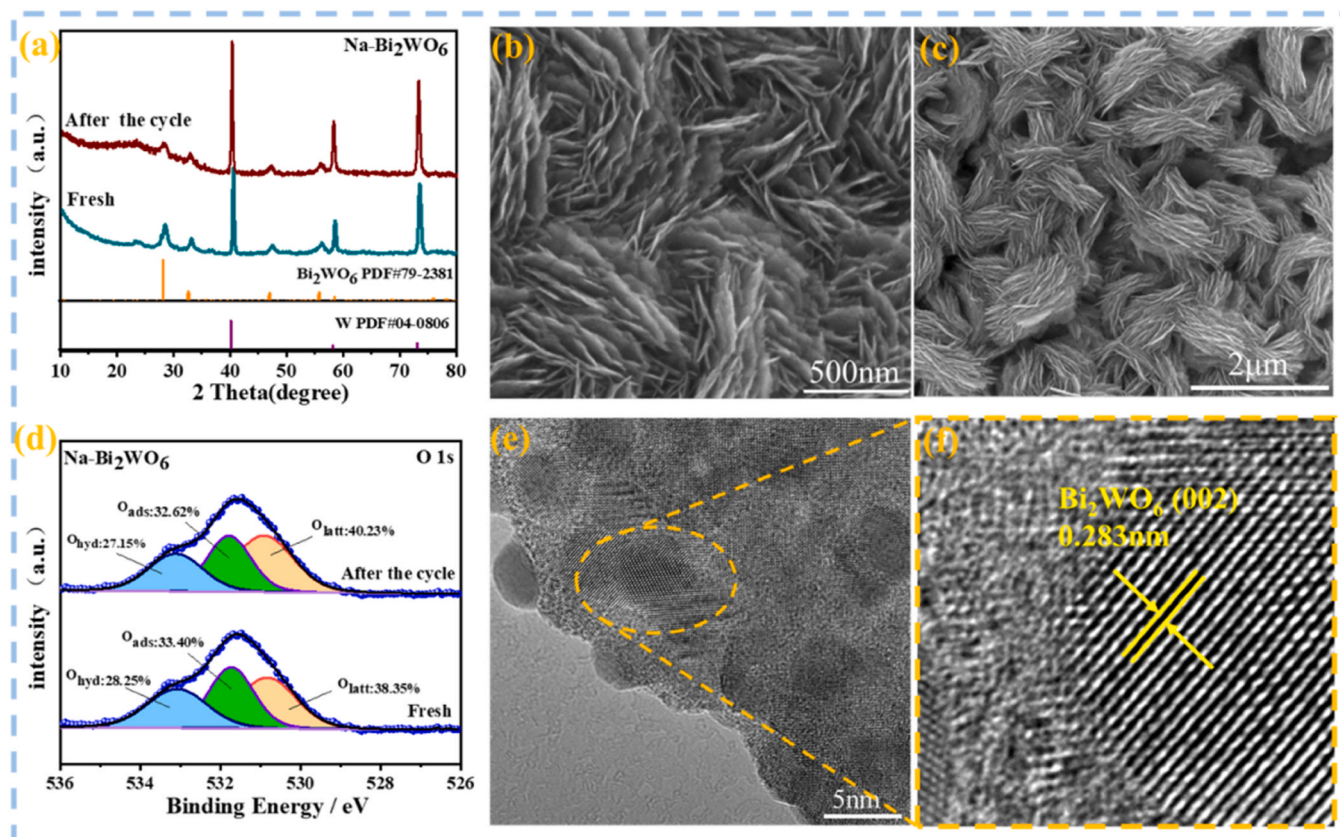 (a)
Na-Bi₂WO₆
After the cycle
Fresh
Bi₂WO₆ PDF#79-2381
W PDF#04-0806
intensity (a.u.)
10 20 30 40 50 60 70 80
2 Theta(degree)
(b)
500nm
(c)
2μm
(d)
Na-Bi₂WO₆
O 1s
Oads:32.62%
Olatt:40.23%
Ohyd:27.15%
After the cycle
Oads:33.40%
Ohyd:28.25%
Olatt:38.35%
Fresh
intensity (a.u.)
536 534 532 530 528 526
Binding Energy / eV
(e)
5nm
(f)
Bi₂WO₆ (002)
0.283nm